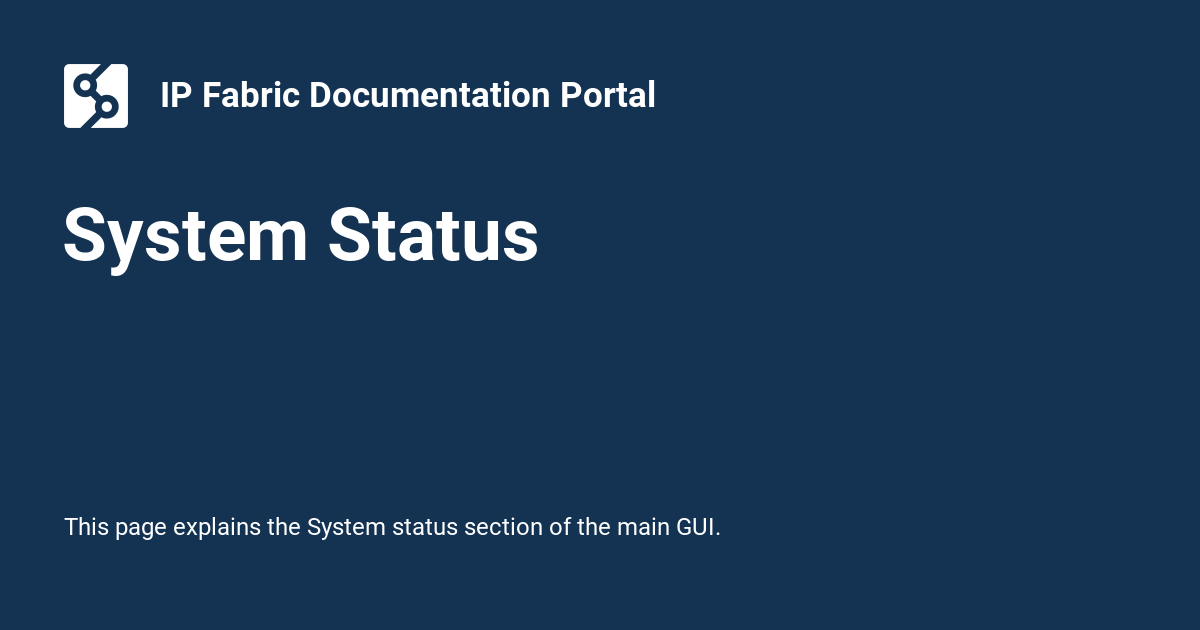 IP Fabric Documentation Portal
System Status
This page explains the System status section of the main GUI.